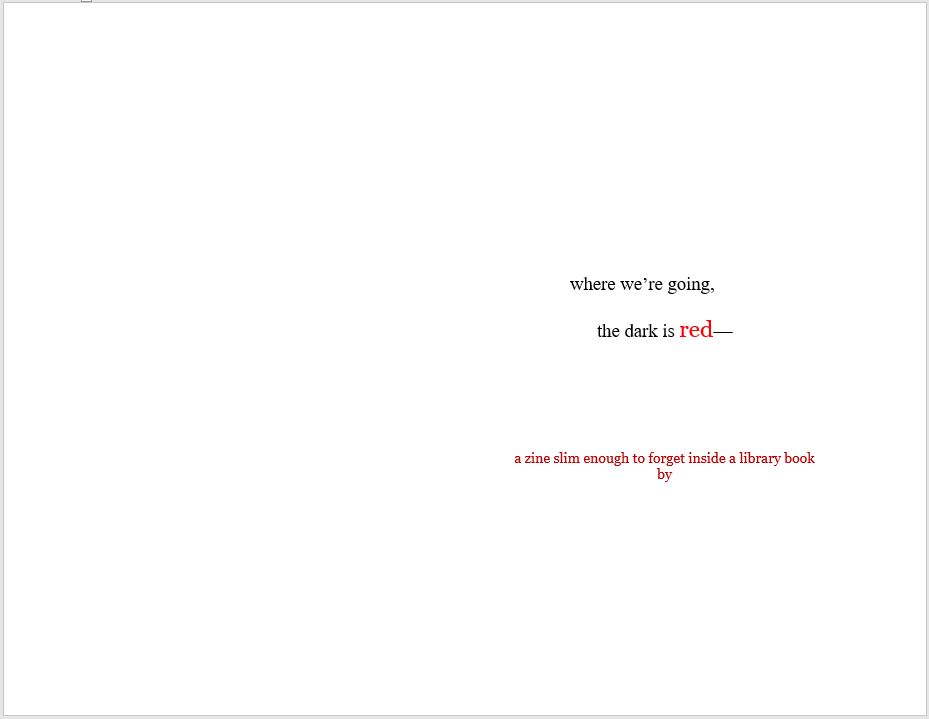 where we’re going,
the dark is red—
a zine slim enough to forget inside a library book
by